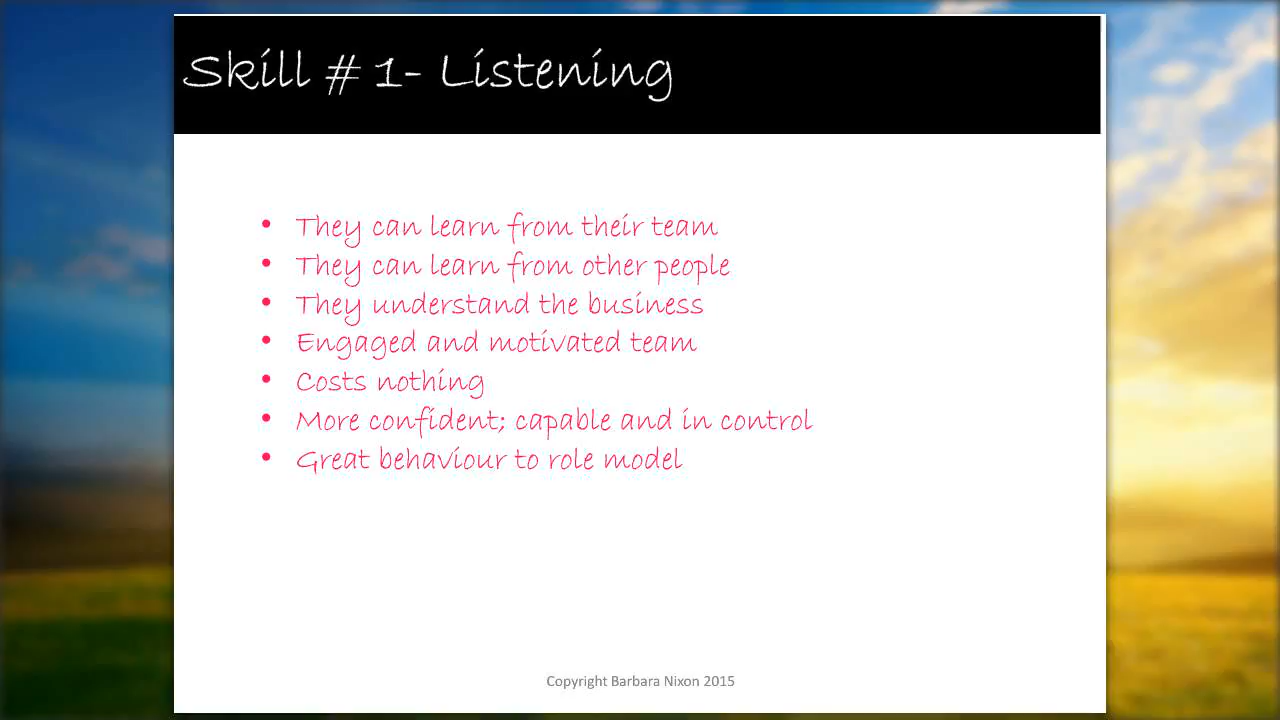 Skill # 1- Listening
• They can learn from their team
• They can learn from other people
• They understand the business
• Engaged and motivated team
• Costs nothing
• More confident; capable and in control
• Great behaviour to role model
Copyright Barbara Nixon 2015